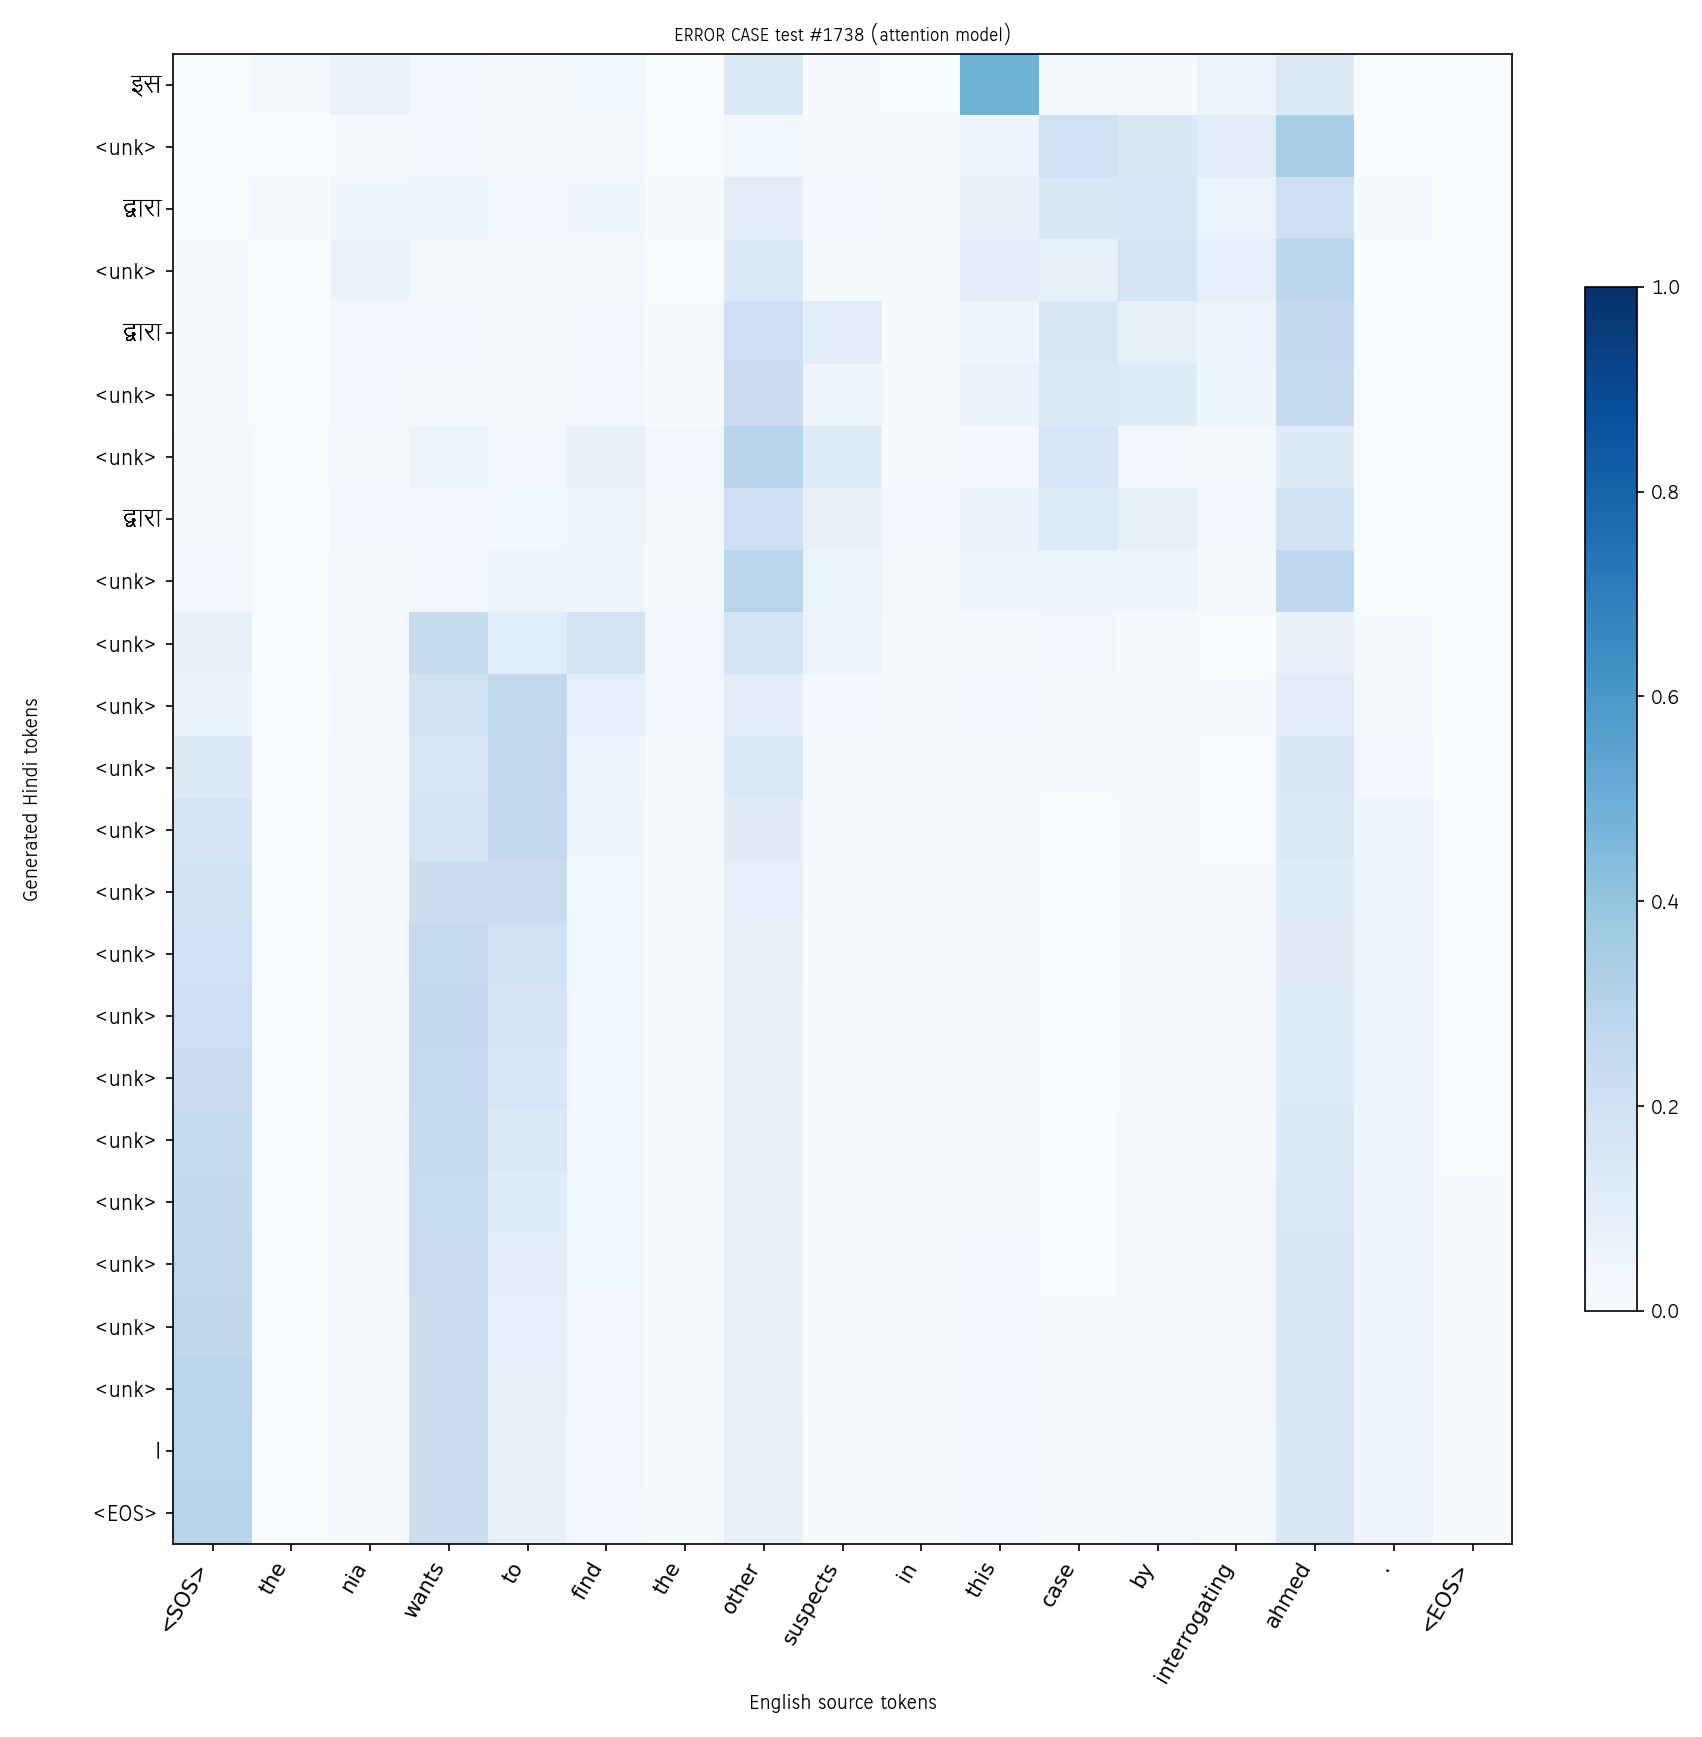 ERROR CASE test #1738 (attention model)
Generated Hindi tokens
इस
<unk>
द्वारा
<unk>
द्वारा
<unk>
<unk>
द्वारा
<unk>
<unk>
<unk>
<unk>
<unk>
<unk>
<unk>
<unk>
<unk>
<unk>
<unk>
<unk>
<unk>
<unk>
।
<EOS>
<SOS> the nia wants to find the other suspects in this case by interrogating ahmed . <EOS>
English source tokens
1.0
0.8
0.6
0.4
0.2
0.0